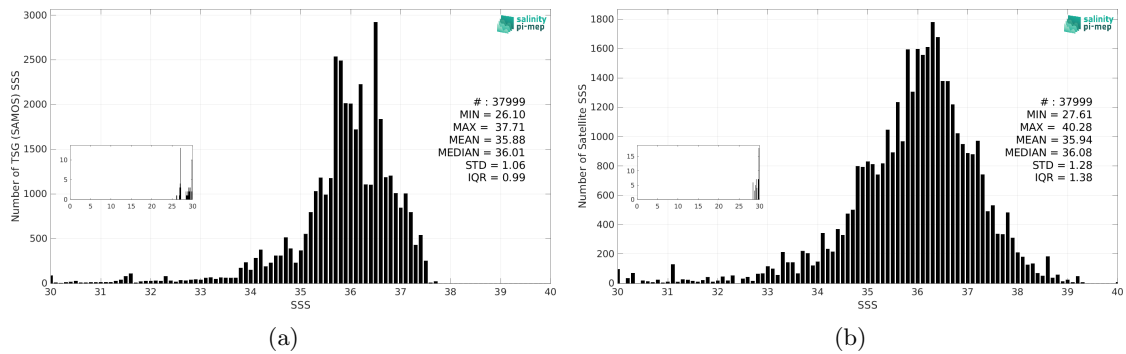 salinity
pi-mep
Number of TSG (SAMOS) SSS
3000
2500
2000
1500
1000
500
0
# : 37999
MIN = 26.10
MAX = 37.71
MEAN = 35.88
MEDIAN = 36.01
STD = 1.06
IQR = 0.99
10
5
0
0 5 10 15 20 25 30
30 31 32 33 34 35 36 37 38 39 40
SSS
(a)
salinity
pi-mep
Number of Satellite SSS
1800
1600
1400
1200
1000
800
600
400
200
0
# : 37999
MIN = 27.61
MAX = 40.28
MEAN = 35.94
MEDIAN = 36.08
STD = 1.28
IQR = 1.38
15
10
5
0
0 5 10 15 20 25 30
30 31 32 33 34 35 36 37 38 39 40
SSS
(b)